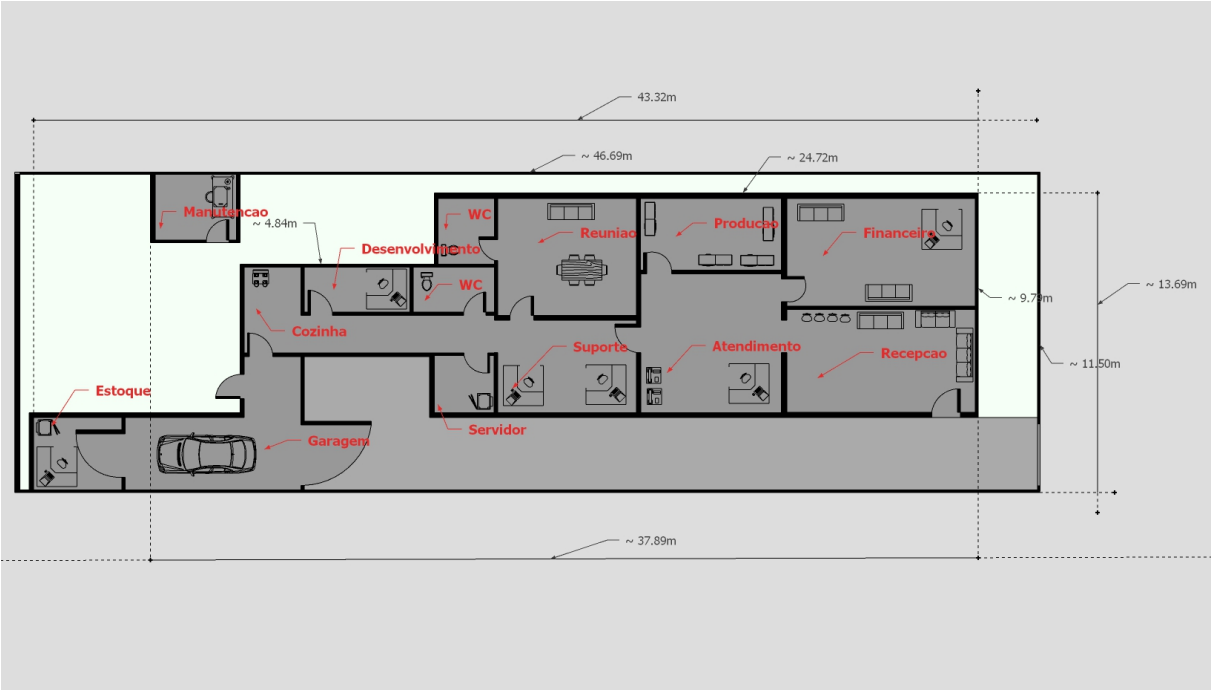 43.32m
~ 46.69m
~ 24.72m
Manutencao
~ 4.84m
WC
Reuniao
Producao
Financeiro
Desenvolvimento
WC
~ 13.69m
~ 9.79m
Cozinha
Suporte
Atendimento
Recepcao
~ 11.50m
Estoque
Servidor
Garagem
~ 37.89m